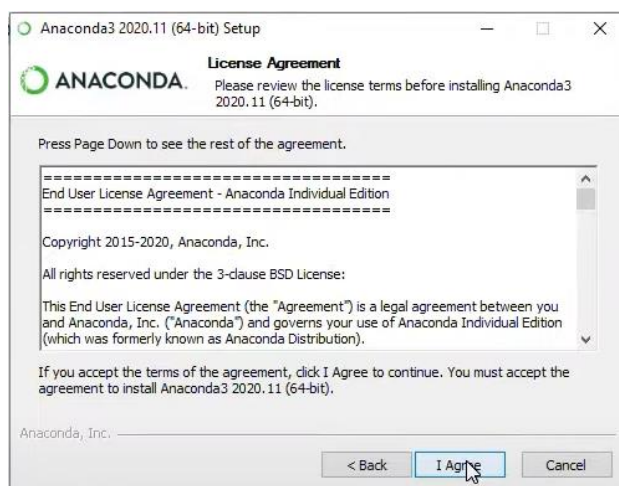 Anaconda3 2020.11 (64-bit) Setup
ANACONDA.
License Agreement
Please review the license terms before installing Anaconda3
2020.11 (64-bit).
Press Page Down to see the rest of the agreement.
===================================
End User License Agreement - Anaconda Individual Edition
===================================
Copyright 2015-2020, Anaconda, Inc.
All rights reserved under the 3-clause BSD License:
This End User License Agreement (the "Agreement") is a legal agreement between you
and Anaconda, Inc. ("Anaconda") and governs your use of Anaconda Individual Edition
(which was formerly known as Anaconda Distribution).
If you accept the terms of the agreement, click I Agree to continue. You must accept the
agreement to install Anaconda3 2020.11 (64-bit).
Anaconda, Inc.
< Back I Agree Cancel